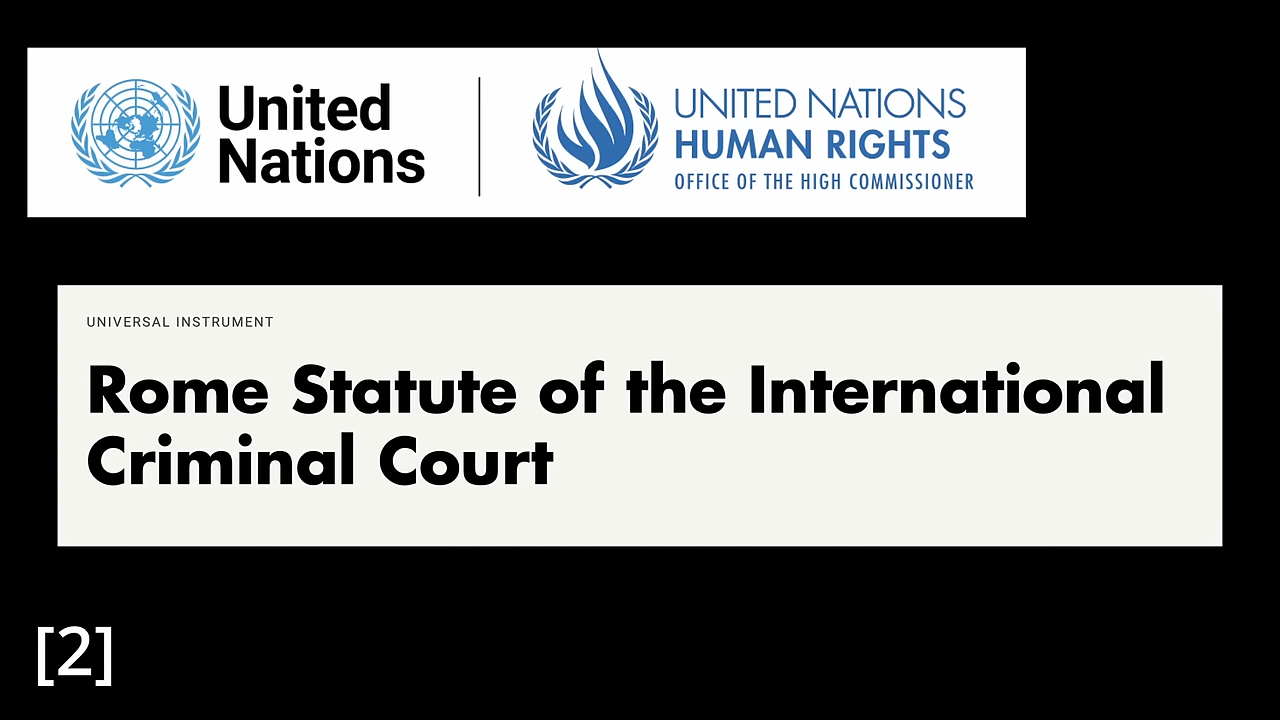 United
Nations
UNITED NATIONS
HUMAN RIGHTS
OFFICE OF THE HIGH COMMISSIONER
UNIVERSAL INSTRUMENT
Rome Statute of the International
Criminal Court
[2]